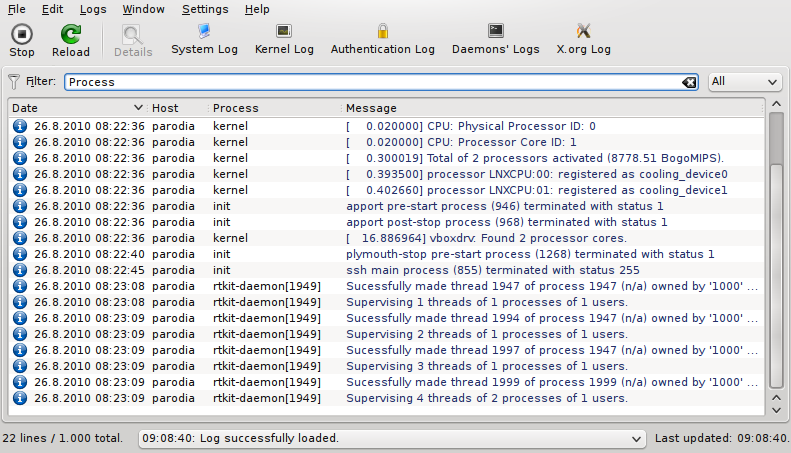 File Edit Logs Window Settings Help
Stop Reload Details System Log Kernel Log Authentication Log Daemons' Logs X.org Log
Filter: Process All
Date Host Process Message
26.8.2010 08:22:36 parodia kernel [ 0.020000] CPU: Physical Processor ID: 0
26.8.2010 08:22:36 parodia kernel [ 0.020000] CPU: Processor Core ID: 1
26.8.2010 08:22:36 parodia kernel [ 0.300019] Total of 2 processors activated (8778.51 BogoMIPS).
26.8.2010 08:22:36 parodia kernel [ 0.393500] processor LNXCPU:00: registered as cooling_device0
26.8.2010 08:22:36 parodia kernel [ 0.402660] processor LNXCPU:01: registered as cooling_device1
26.8.2010 08:22:36 parodia init apport pre-start process (946) terminated with status 1
26.8.2010 08:22:36 parodia init apport post-stop process (968) terminated with status 1
26.8.2010 08:22:36 parodia kernel [ 16.886964] vboxdrv: Found 2 processor cores.
26.8.2010 08:22:40 parodia init plymouth-stop pre-start process (1268) terminated with status 1
26.8.2010 08:22:45 parodia init ssh main process (855) terminated with status 255
26.8.2010 08:23:08 parodia rtkit-daemon[1949] Sucessfully made thread 1947 of process 1947 (n/a) owned by '1000' ...
26.8.2010 08:23:08 parodia rtkit-daemon[1949] Supervising 1 threads of 1 processes of 1 users.
26.8.2010 08:23:09 parodia rtkit-daemon[1949] Sucessfully made thread 1994 of process 1947 (n/a) owned by '1000' ...
26.8.2010 08:23:09 parodia rtkit-daemon[1949] Supervising 2 threads of 1 processes of 1 users.
26.8.2010 08:23:09 parodia rtkit-daemon[1949] Sucessfully made thread 1997 of process 1947 (n/a) owned by '1000' ...
26.8.2010 08:23:09 parodia rtkit-daemon[1949] Supervising 3 threads of 1 processes of 1 users.
26.8.2010 08:23:09 parodia rtkit-daemon[1949] Sucessfully made thread 1999 of process 1999 (n/a) owned by '1000' ...
26.8.2010 08:23:09 parodia rtkit-daemon[1949] Supervising 4 threads of 2 processes of 1 users.
22 lines / 1.000 total. 09:08:40: Log successfully loaded. Last updated: 09:08:40.